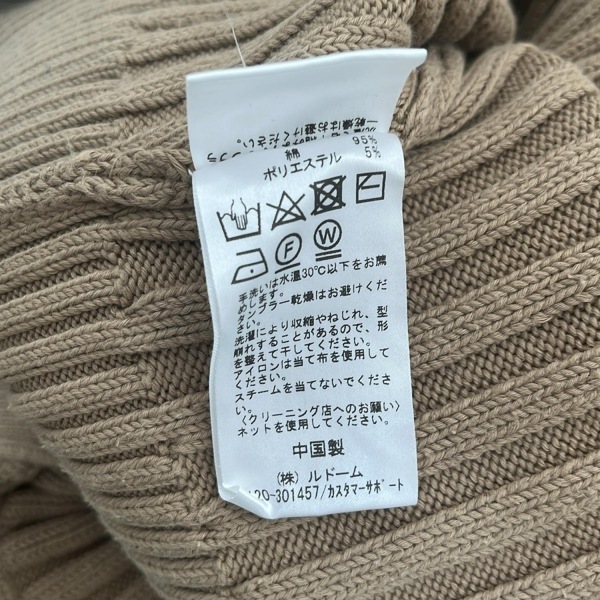 綿 95%
ポリエステル 5%
F W
手洗いは水温30℃以下をお薦
めします。
タンブラー乾燥はお避けくだ
さい。
洗濯により収縮やねじれ、型
崩れすることがあるので、形
を整えて干してください。
アイロンは当て布を使用して
ください。
スチームを当てないでくださ
い。
〈クリーニング店へのお願い〉
ネットを使用してください。
中国製
(株) ルドーム
20-301457/カスタマーサポート